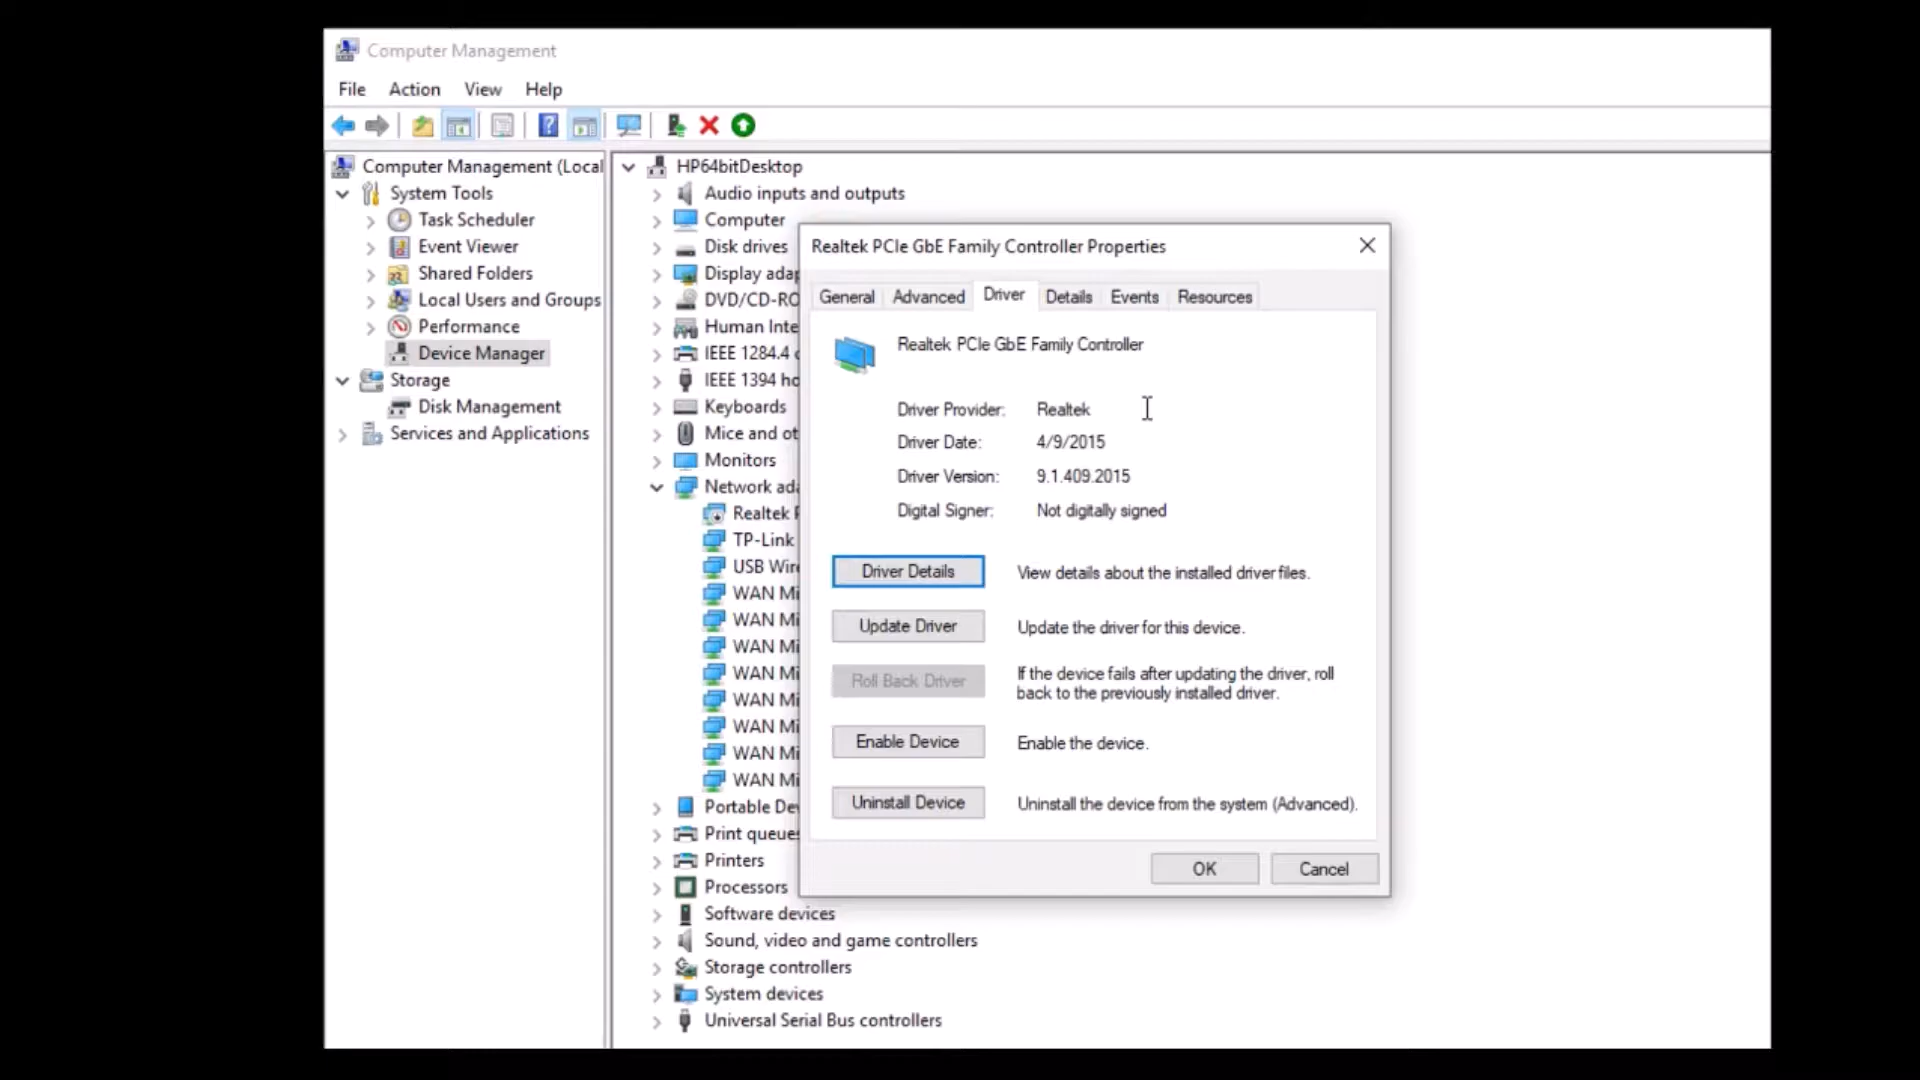 Computer Management
File Action View Help
Computer Management (Local
System Tools
Task Scheduler
Event Viewer
Shared Folders
Local Users and Groups
Performance
Device Manager
Storage
Disk Management
Services and Applications
HP64bitDesktop
Audio inputs and outputs
Computer
Disk drives
Display adap
DVD/CD-RO
Human Inte
IEEE 1284.4 c
IEEE 1394 ho
Keyboards
Mice and ot
Monitors
Network ada
Realtek P
TP-Link
USB Wire
WAN Mi
WAN Mi
WAN Mi
WAN Mi
WAN Mi
WAN Mi
WAN Mi
WAN Mi
Portable Dev
Print queues
Printers
Processors
Software devices
Sound, video and game controllers
Storage controllers
System devices
Universal Serial Bus controllers
Realtek PCIe GbE Family Controller Properties
General Advanced Driver Details Events Resources
Realtek PCIe GbE Family Controller
Driver Provider: Realtek
Driver Date: 4/9/2015
Driver Version: 9.1.409.2015
Digital Signer: Not digitally signed
Driver Details View details about the installed driver files.
Update Driver Update the driver for this device.
Roll Back Driver If the device fails after updating the driver, roll
back to the previously installed driver.
Enable Device Enable the device.
Uninstall Device Uninstall the device from the system (Advanced).
OK Cancel